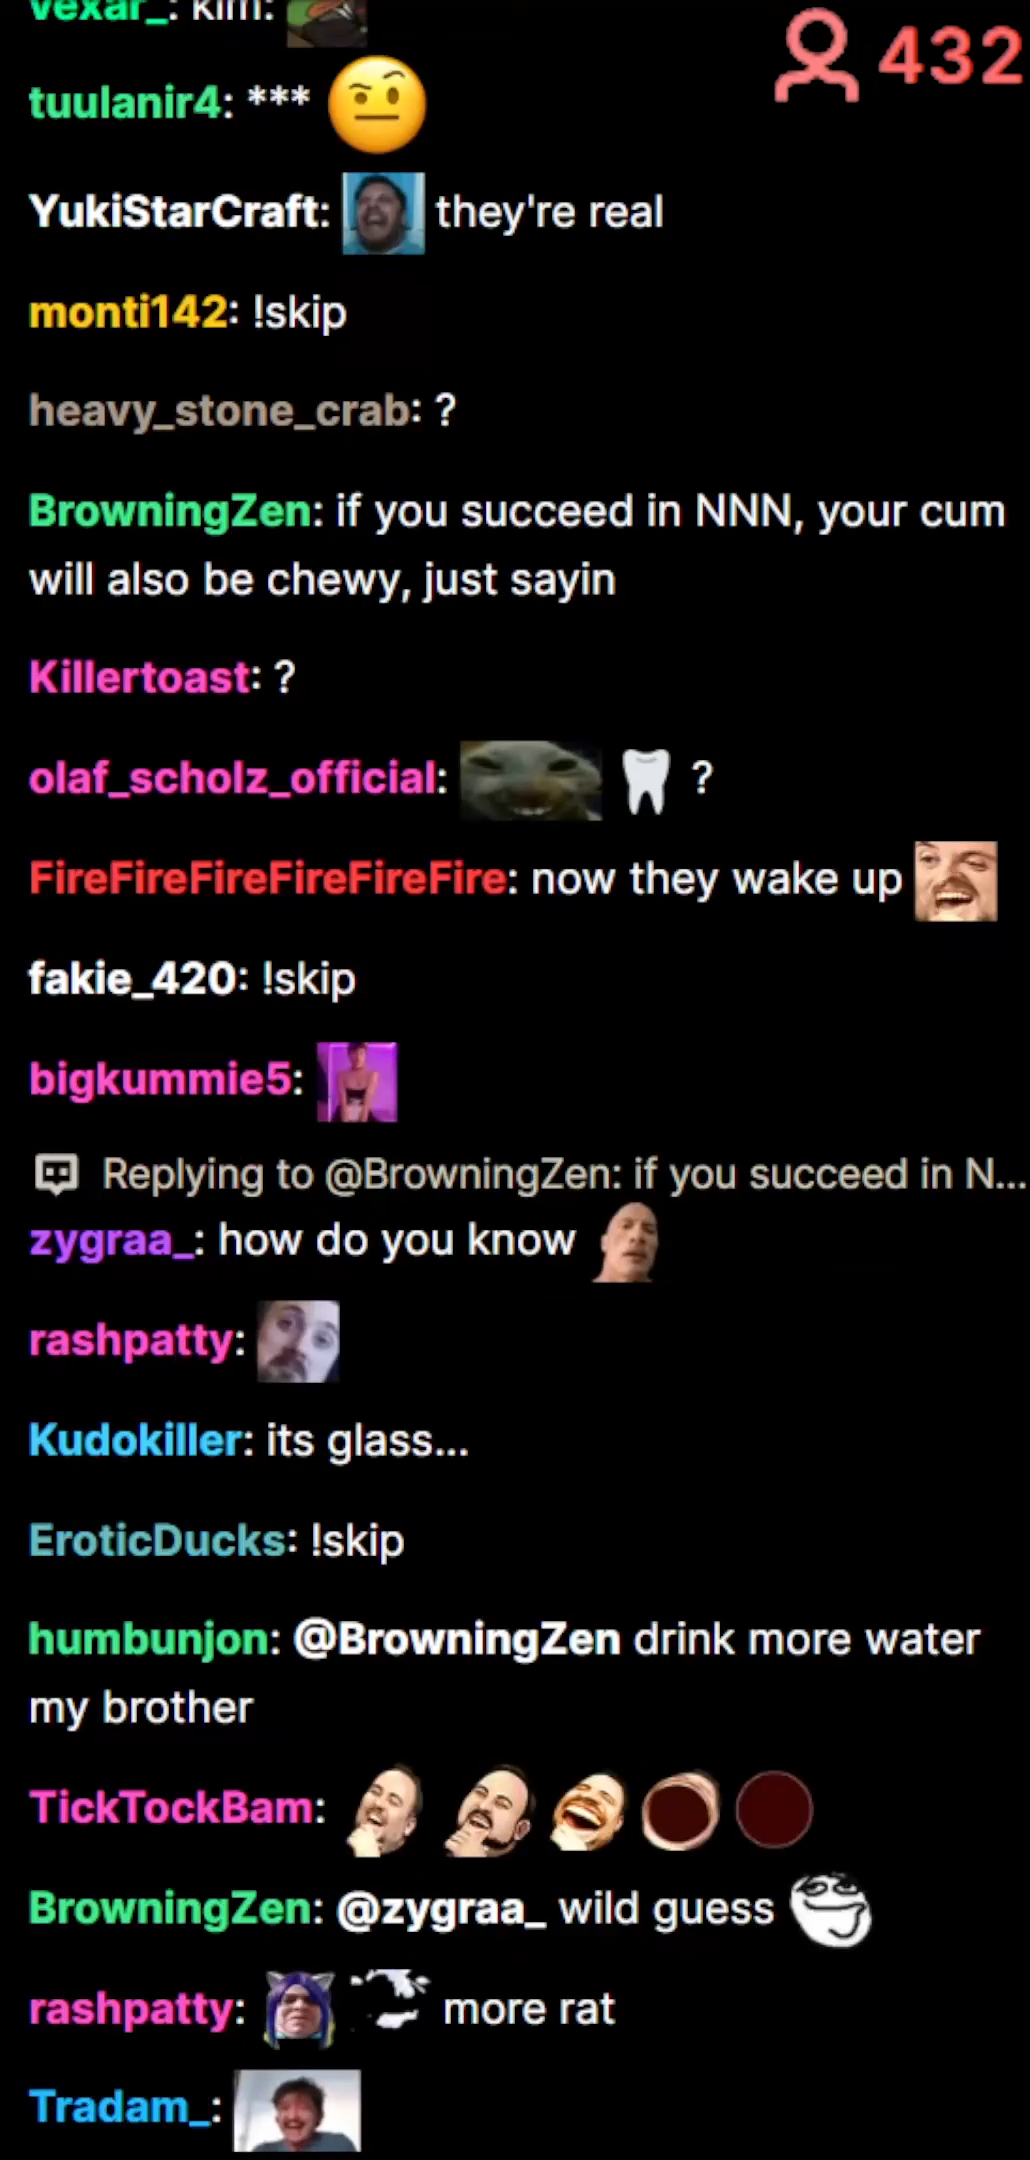 vexar_: kim:
432
tuulanir4: ***
YukiStarCraft: they're real
monti142: !skip
heavy_stone_crab: ?
BrowningZen: if you succeed in NNN, your cum
will also be chewy, just sayin
Killertoast: ?
olaf_scholz_official: ?
FireFireFireFireFireFire: now they wake up
fakie_420: !skip
bigkummie5:
Replying to @BrowningZen: if you succeed in N...
zygraa_: how do you know
rashpatty:
Kudokiller: its glass...
EroticDucks: !skip
humbunjon: @BrowningZen drink more water
my brother
TickTockBam:
BrowningZen: @zygraa_ wild guess
rashpatty: more rat
Tradam_: